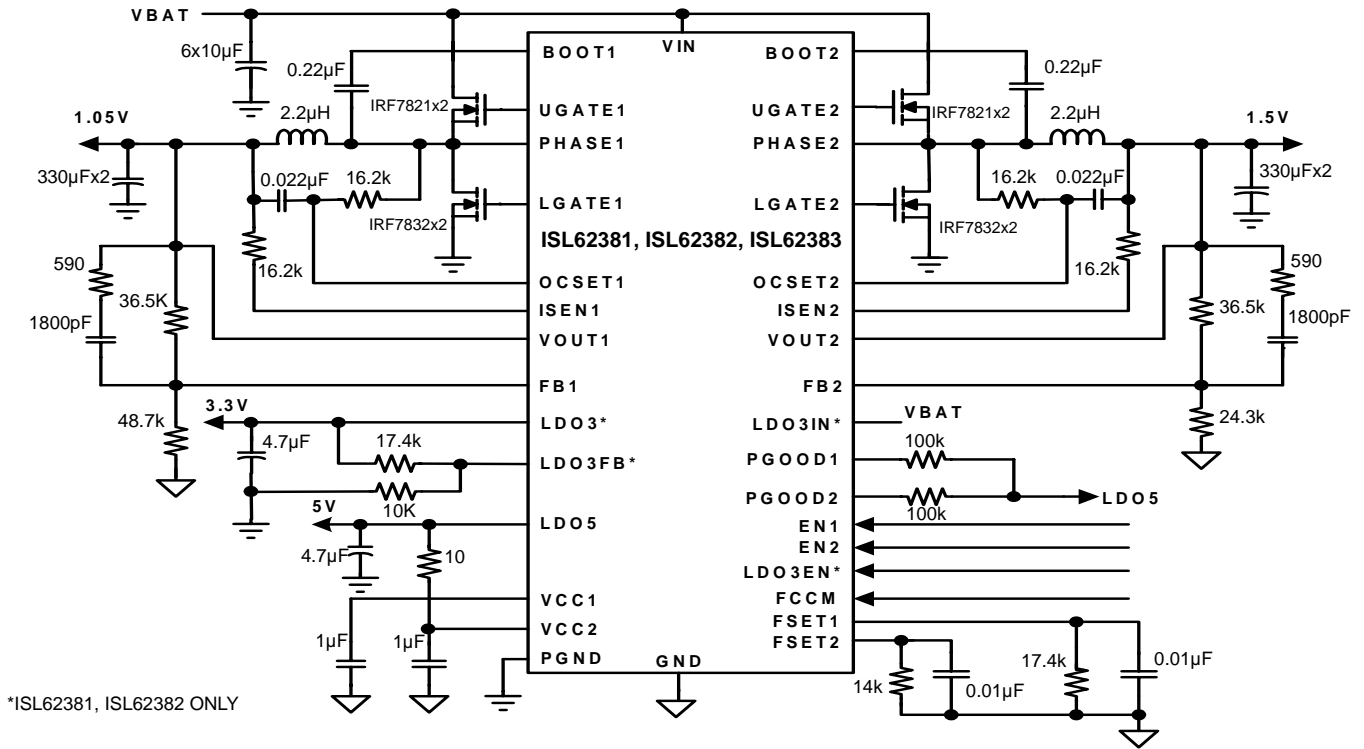 VBAT
6x10µF
0.22µF
IRF7821x2
2.2µH
1.05V
330µFx2
0.022µF
16.2k
IRF7832x2
16.2k
590
36.5K
1800pF
48.7k
3.3V
4.7µF
17.4k
10K
5V
4.7µF
10
1µF
1µF
*ISL62381, ISL62382 ONLY
VIN
BOOT1
UGATE1
PHASE1
LGATE1
ISL62381, ISL62382, ISL62383
OCSET1
ISEN1
VOUT1
FB1
LDO3*
LDO3FB*
LDO5
VCC1
VCC2
PGND
GND
BOOT2
UGATE2
PHASE2
LGATE2
OCSET2
ISEN2
VOUT2
FB2
LDO3IN*
PGOOD1
PGOOD2
EN1
EN2
LDO3EN*
FCCM
FSET1
FSET2
0.22µF
IRF7821x2
2.2µH
1.5V
330µFx2
16.2k
0.022µF
IRF7832x2
16.2k
590
36.5k
1800pF
24.3k
VBAT
100k
100k
LDO5
14k
0.01µF
17.4k
0.01µF